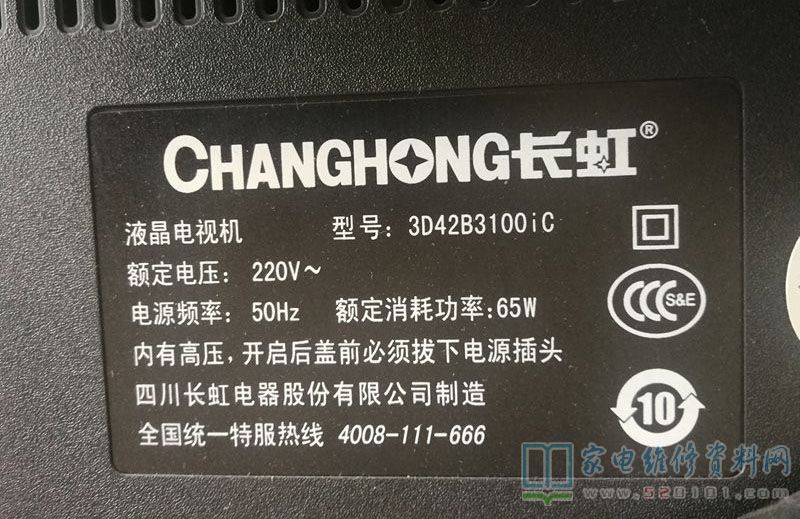 CHANGHONG长虹®
液晶电视机 型号: 3D42B3100iC
额定电压: 220V~
电源频率: 50Hz 额定消耗功率:65W
CCC S&E
内有高压,开启后盖前必须拔下电源插头
四川长虹电器股份有限公司制造
10
全国统一特服热线 4008-111-666
家电维修资料网
www.520101.com